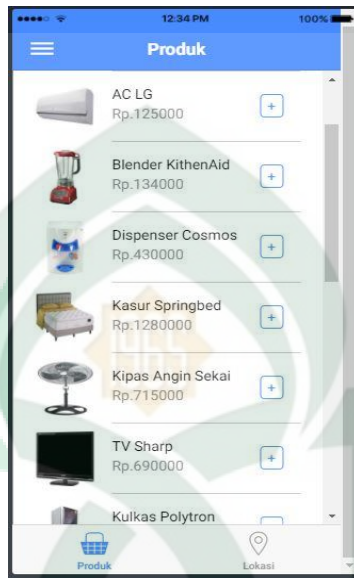 12:34 PM
100%
Produk
AC LG
Rp.125000
+
Blender KithenAid
Rp.134000
+
Dispenser Cosmos
Rp.430000
+
Kasur Springbed
Rp.1280000
+
Kipas Angin Sekai
Rp.715000
+
TV Sharp
Rp.690000
+
Kulkas Polytron
Produk
Lokasi